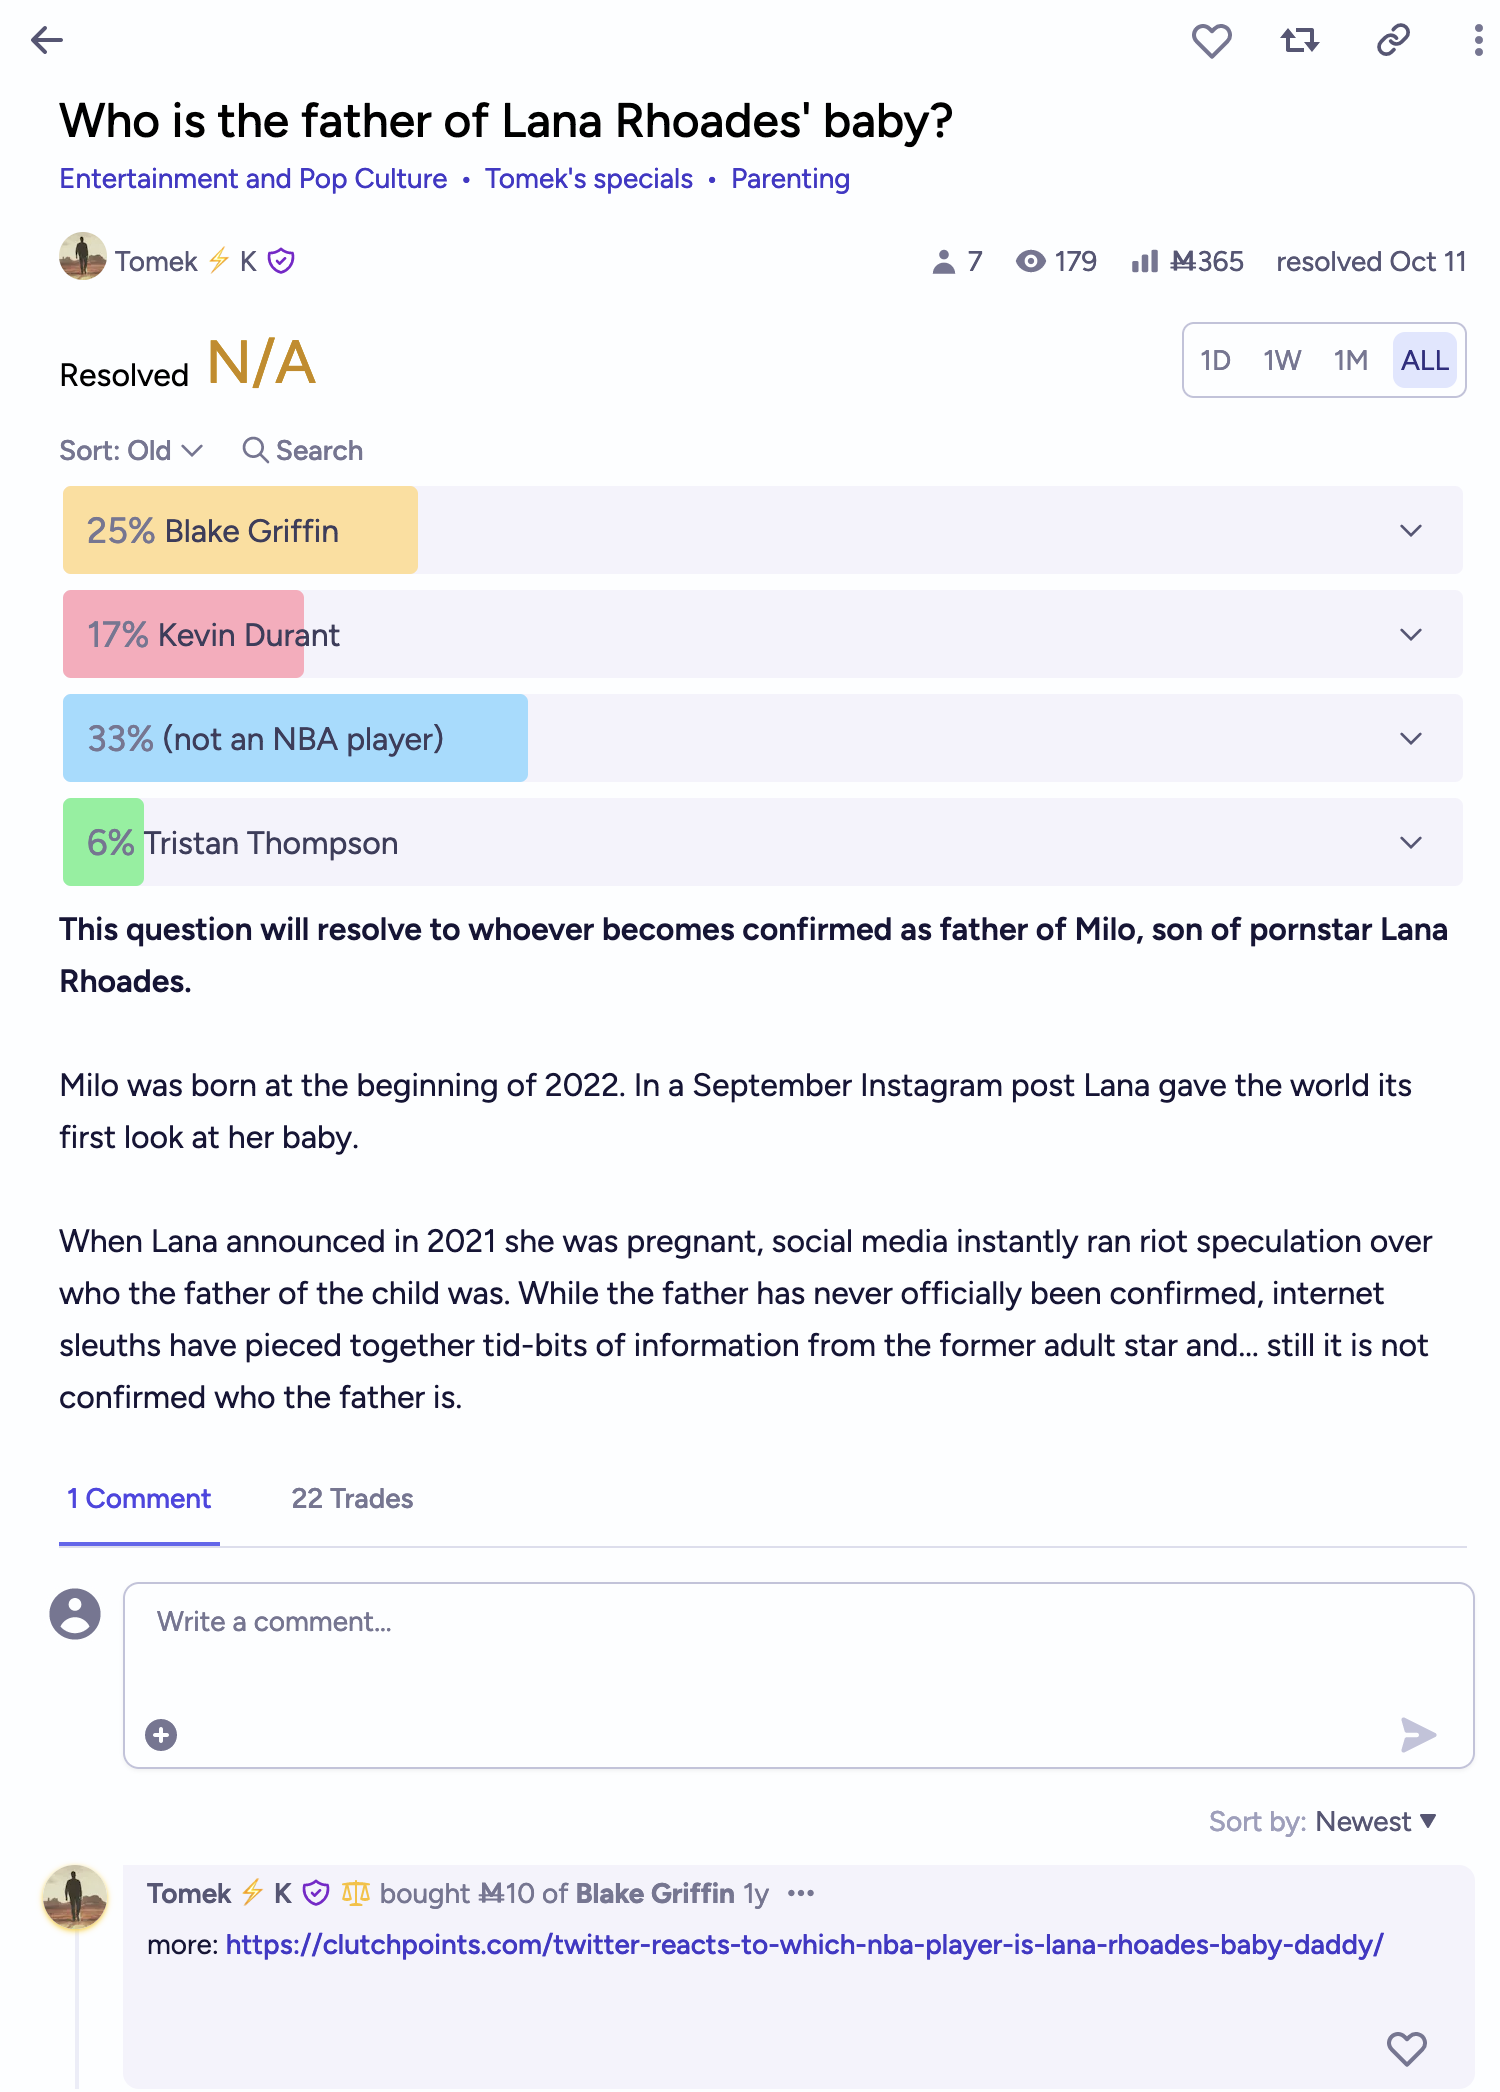 Who is the father of Lana Rhoades' baby?
Entertainment and Pop Culture • Tomek's specials • Parenting
Tomek ⚡ K 7 179 Ṁ365 resolved Oct 11
Resolved N/A 1D 1W 1M ALL
Sort: Old Search
25% Blake Griffin
17% Kevin Durant
33% (not an NBA player)
6% Tristan Thompson
This question will resolve to whoever becomes confirmed as father of Milo, son of pornstar Lana
Rhoades.
Milo was born at the beginning of 2022. In a September Instagram post Lana gave the world its
first look at her baby.
When Lana announced in 2021 she was pregnant, social media instantly ran riot speculation over
who the father of the child was. While the father has never officially been confirmed, internet
sleuths have pieced together tid-bits of information from the former adult star and... still it is not
confirmed who the father is.
1 Comment 22 Trades
Write a comment...
Sort by: Newest ▼
Tomek ⚡ K bought Ṁ10 of Blake Griffin 1y ...
more: https://clutchpoints.com/twitter-reacts-to-which-nba-player-is-lana-rhoades-baby-daddy/